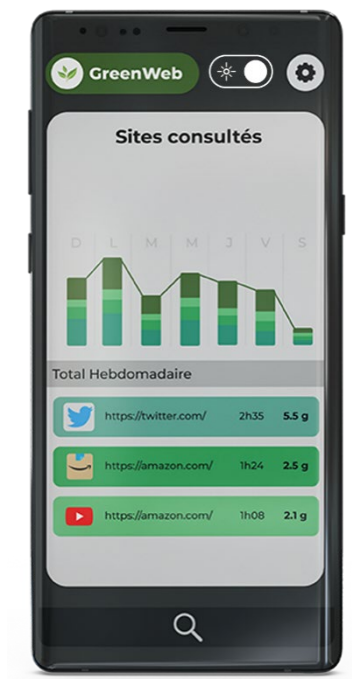 GreenWeb
Sites consultés
D L M M J V S
Total Hebdomadaire
https://twitter.com/ 2h35 5.5 g
https://amazon.com/ 1h24 2.5 g
https://amazon.com/ 1h08 2.1 g